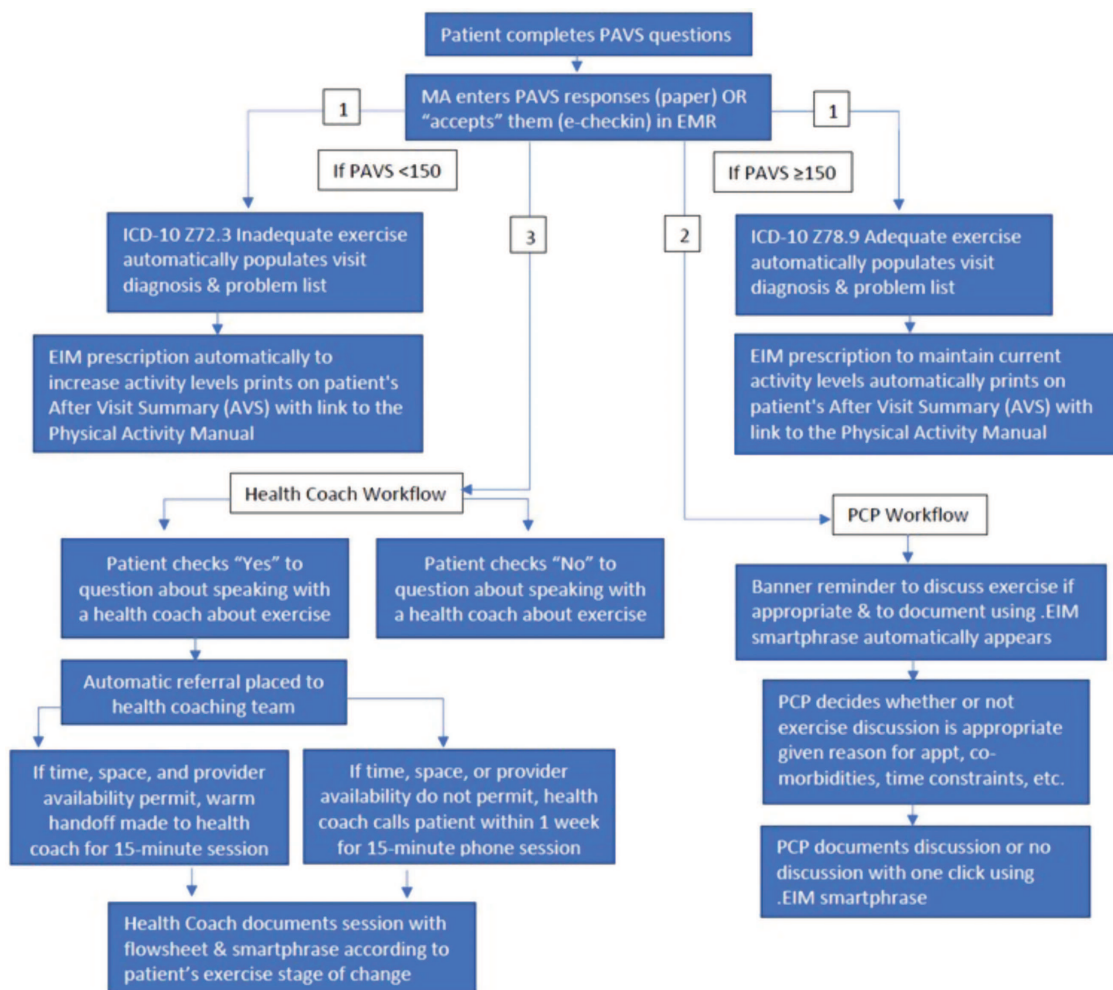 Patient completes PAVS questions
MA enters PAVS responses (paper) OR
“accepts” them (e-checkin) in EMR
1
1
If PAVS <150
If PAVS ≥150
3
2
ICD-10 Z72.3 Inadequate exercise
automatically populates visit
diagnosis & problem list
ICD-10 Z78.9 Adequate exercise
automatically populates visit
diagnosis & problem list
EIM prescription automatically to
increase activity levels prints on patient's
After Visit Summary (AVS) with link to the
Physical Activity Manual
EIM prescription to maintain current
activity levels automatically prints on
patient's After Visit Summary (AVS) with
link to the Physical Activity Manual
Health Coach Workflow
PCP Workflow
Patient checks “Yes” to
question about speaking with
a health coach about exercise
Patient checks “No” to
question about speaking with
a health coach about exercise
Banner reminder to discuss exercise if
appropriate & to document using .EIM
smartphrase automatically appears
Automatic referral placed to
health coaching team
PCP decides whether or not
exercise discussion is appropriate
given reason for appt, co-
morbidities, time constraints, etc.
If time, space, and provider
availability permit, warm
handoff made to health
coach for 15-minute session
If time, space, or provider
availability do not permit, health
coach calls patient within 1 week
for 15-minute phone session
PCP documents discussion or no
discussion with one click using
.EIM smartphrase
Health Coach documents session with
flowsheet & smartphrase according to
patient’s exercise stage of change